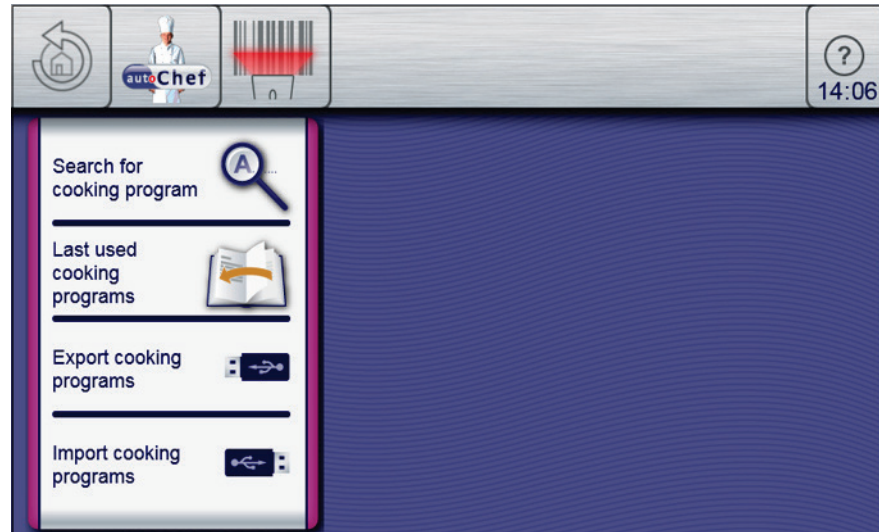 autoChef
?
14:06
A....
Search for
cooking program
Last used
cooking
programs
Export cooking
programs
Import cooking
programs